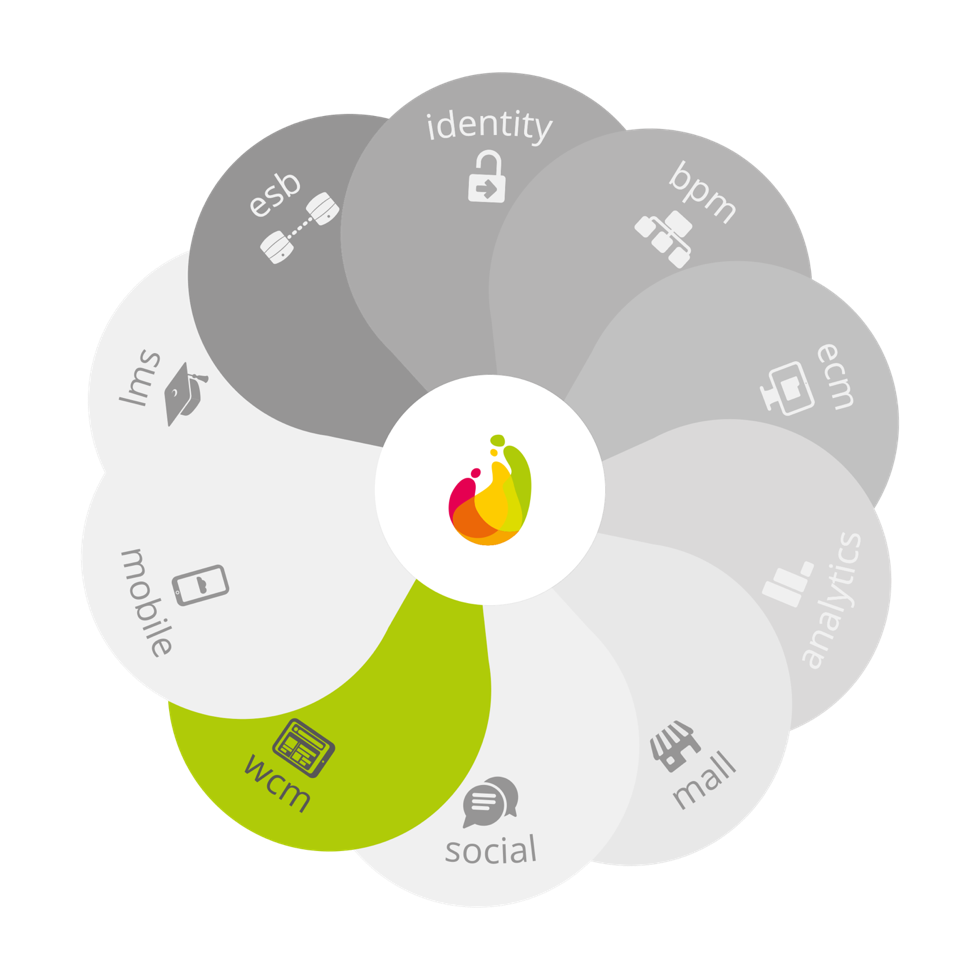 identity
bpm
ecm
analytics
mall
social
wcm
mobile
lms
esb